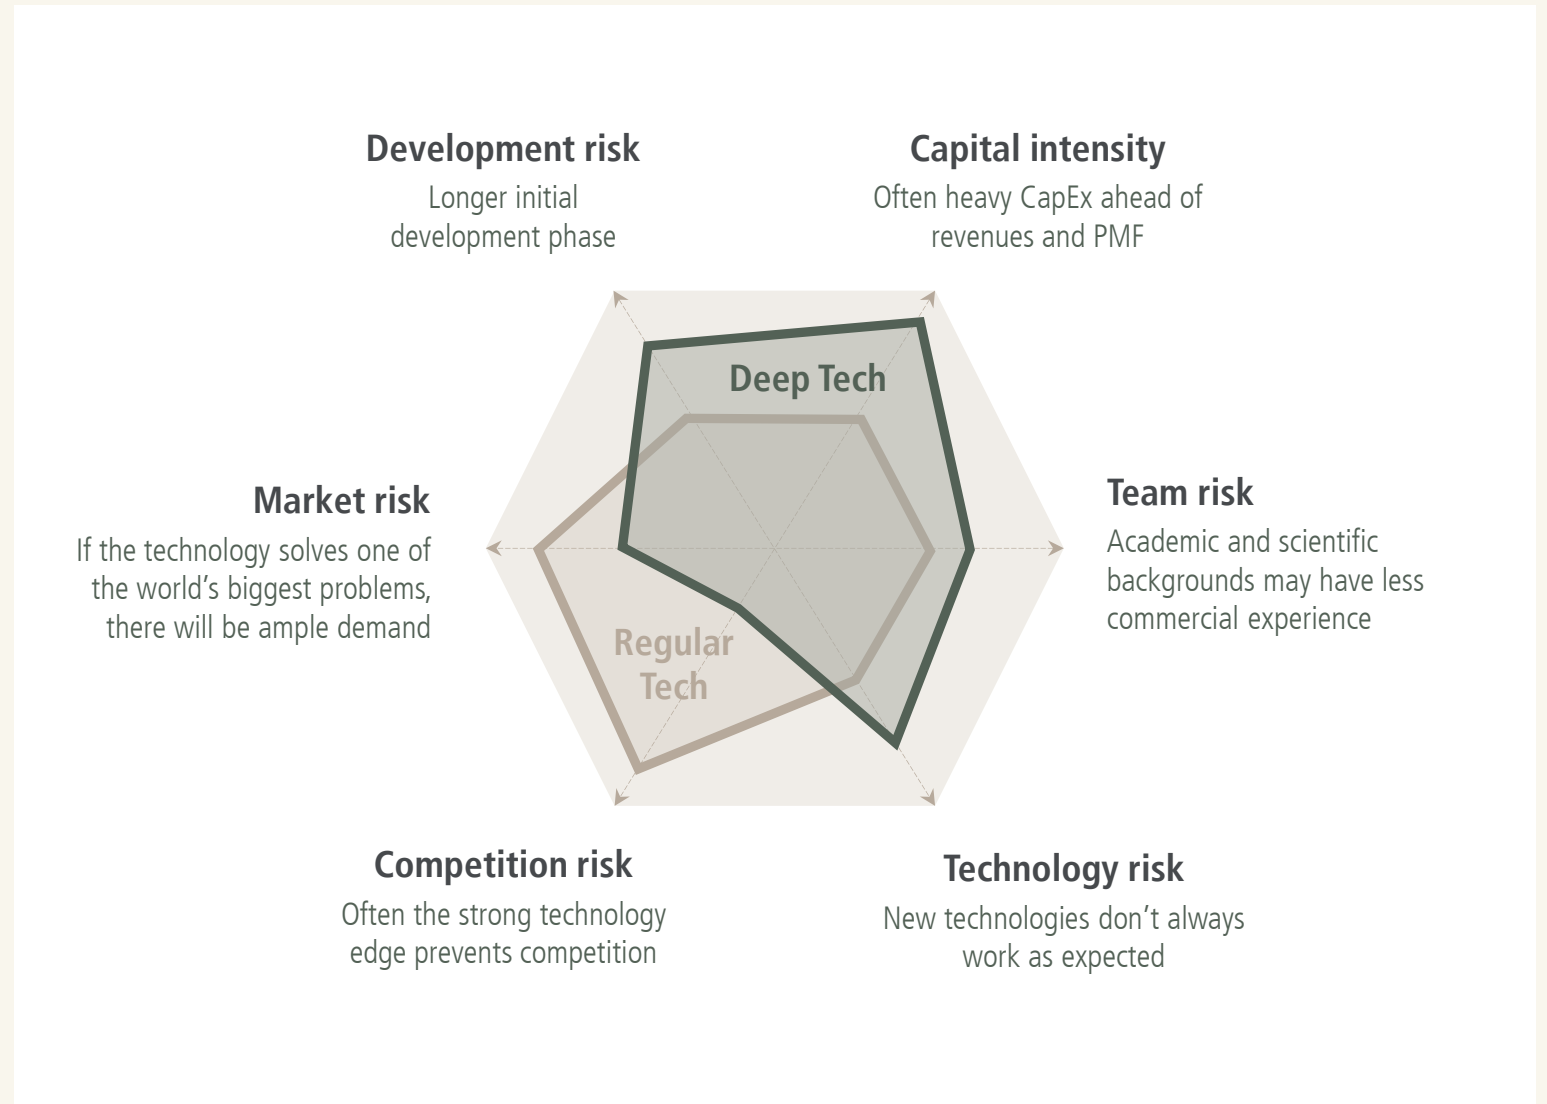 Development risk
Longer initial
development phase
Capital intensity
Often heavy CapEx ahead of
revenues and PMF
Deep Tech
Market risk
If the technology solves one of
the world’s biggest problems,
there will be ample demand
Team risk
Academic and scientific
backgrounds may have less
commercial experience
Regular
Tech
Competition risk
Often the strong technology
edge prevents competition
Technology risk
New technologies don’t always
work as expected